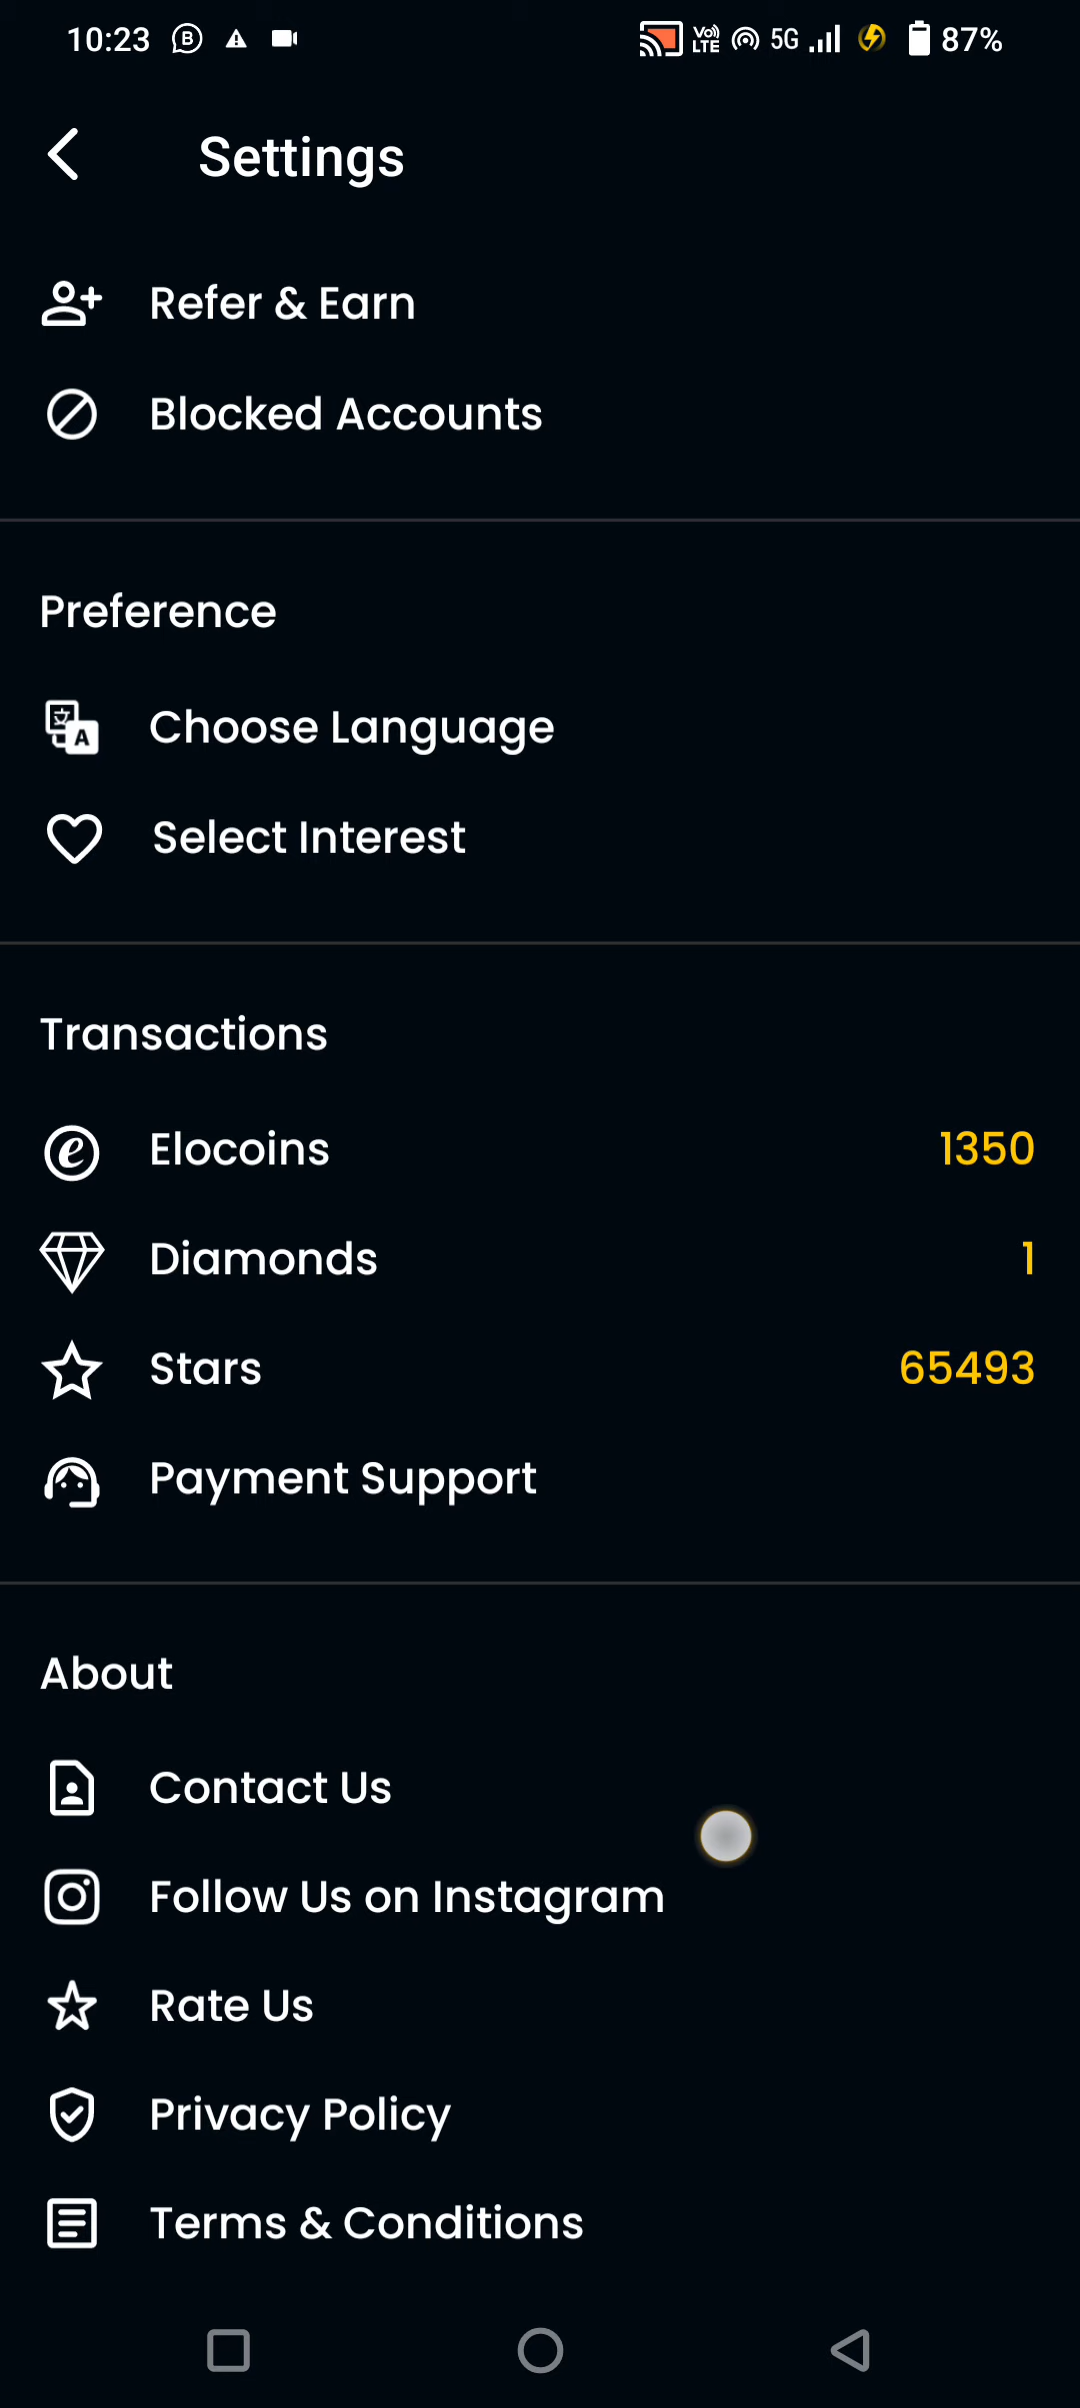 10:23 B VoLTE 5G 87%
Settings
Refer & Earn
Blocked Accounts
Preference
Choose Language
Select Interest
Transactions
Elocoins 1350
Diamonds 1
Stars 65493
Payment Support
About
Contact Us
Follow Us on Instagram
Rate Us
Privacy Policy
Terms & Conditions